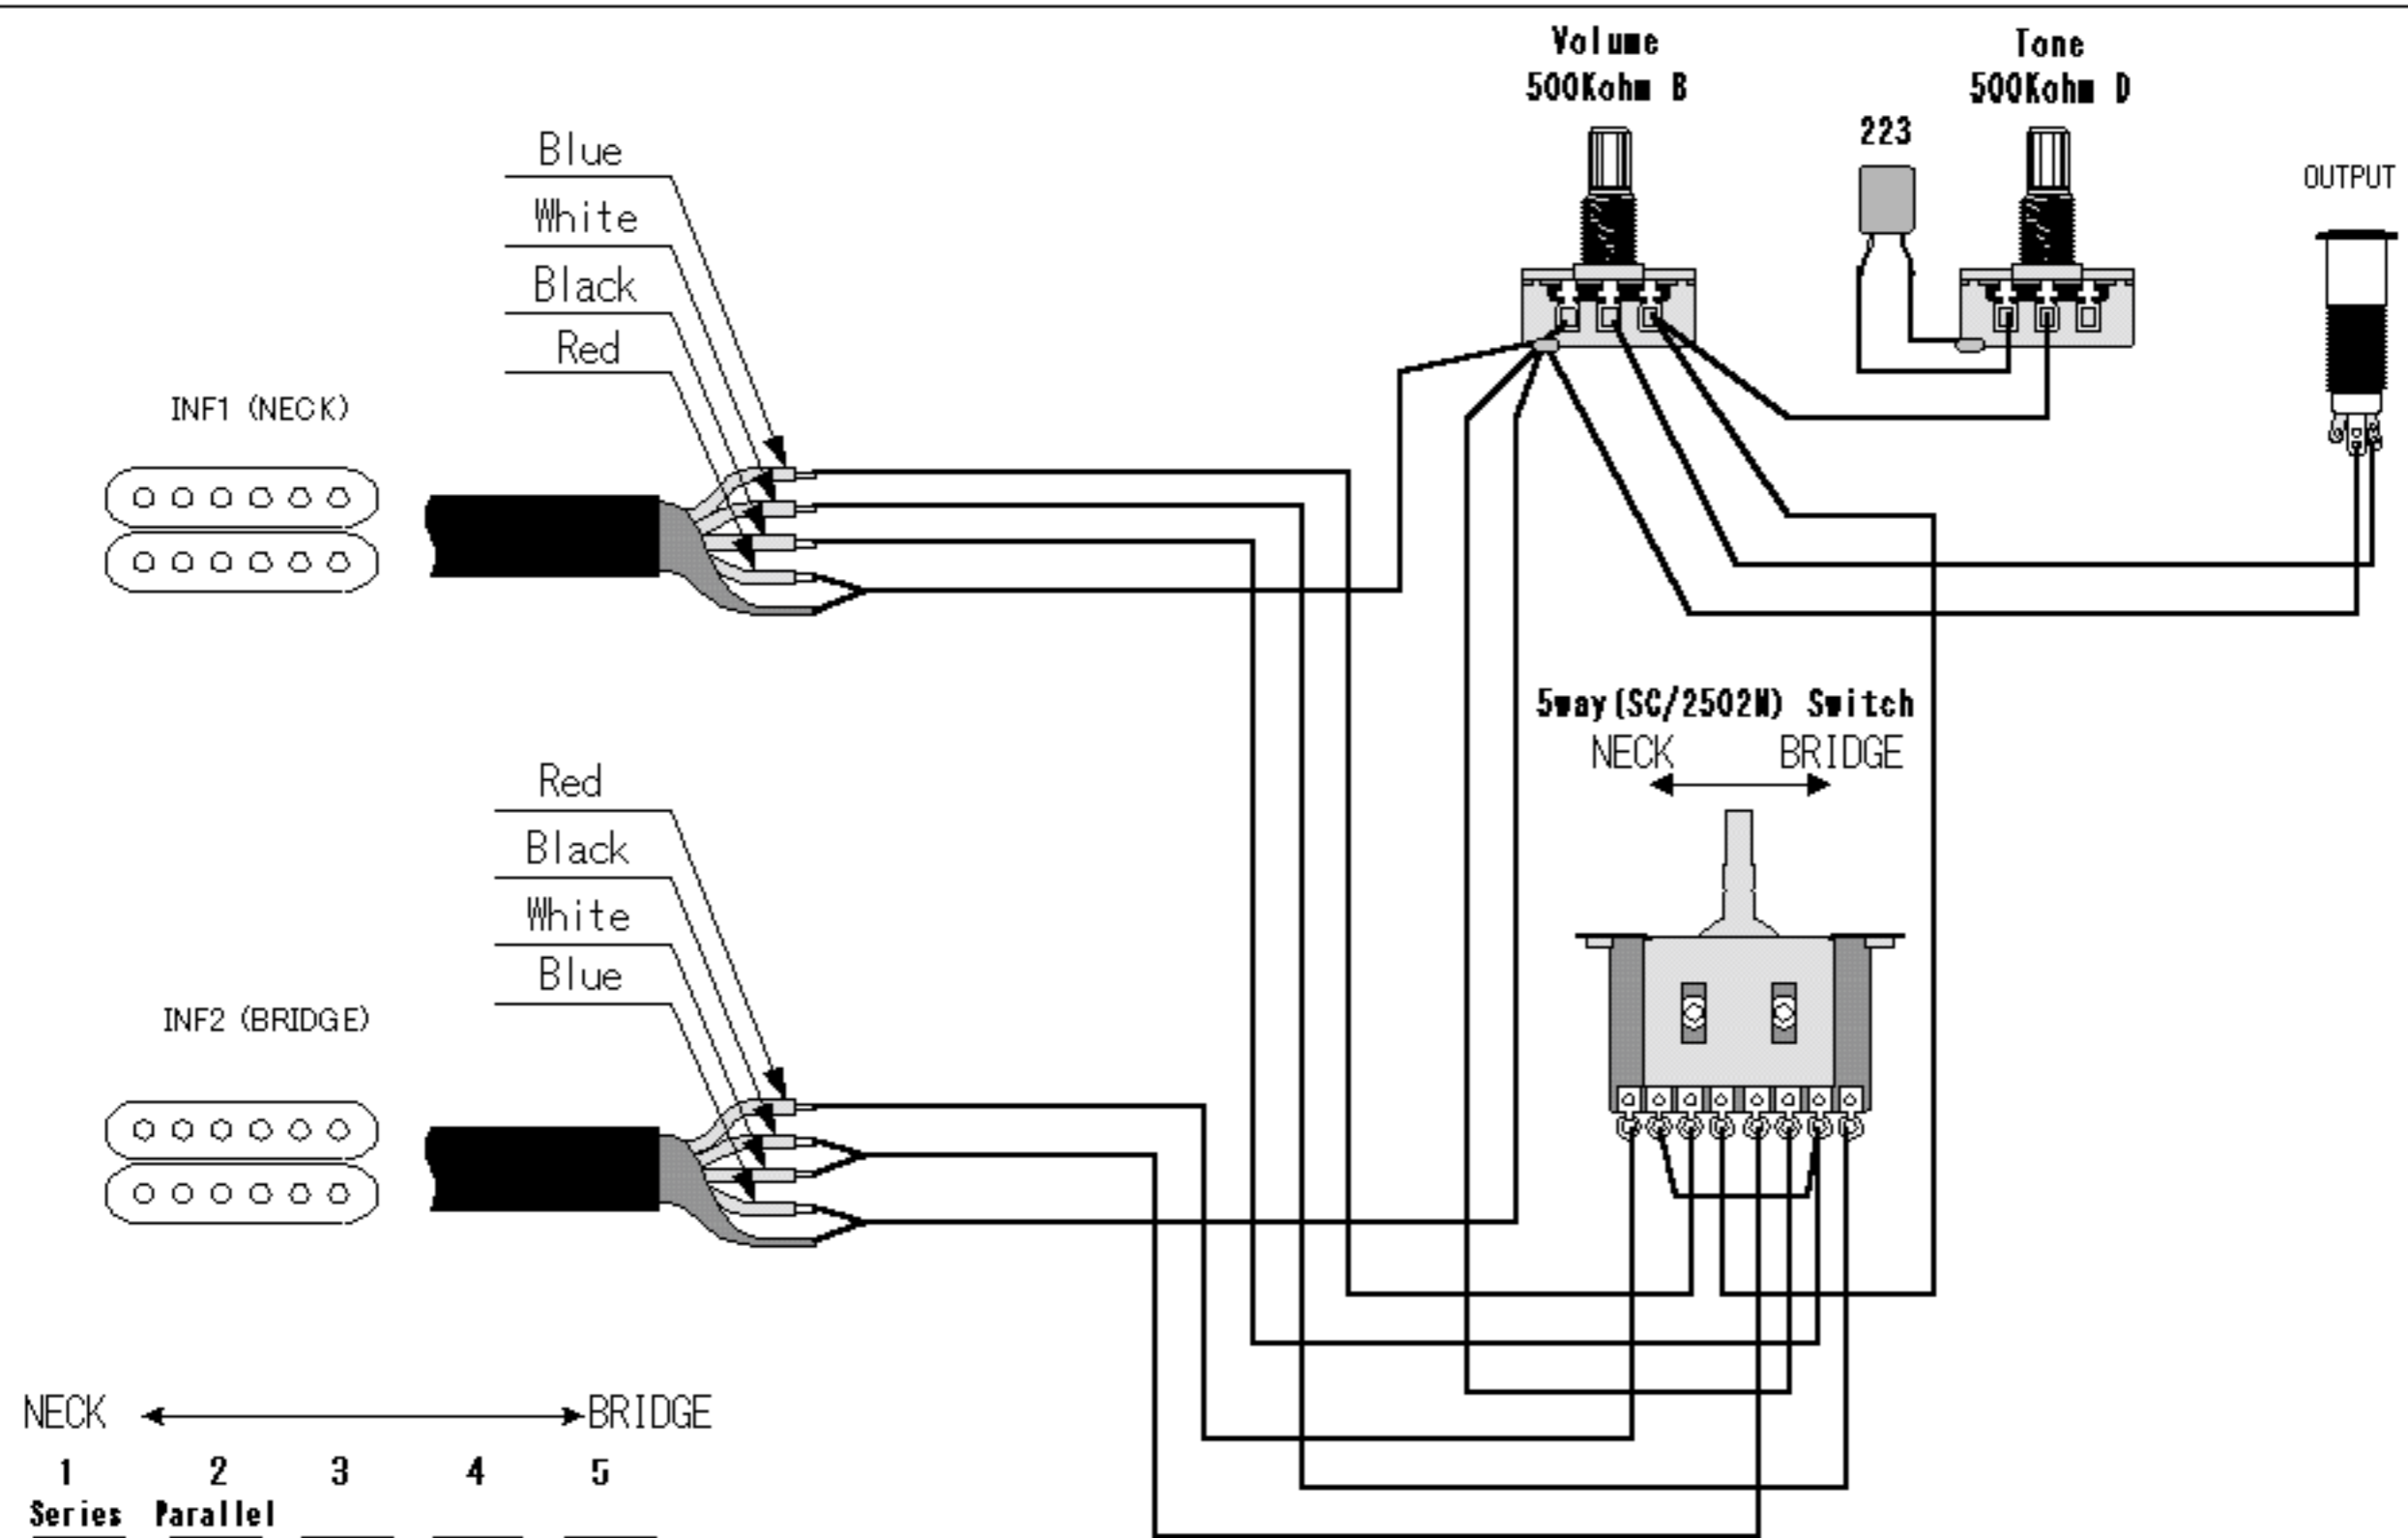 Volume
500Kohm B
Tone
500Kohm D
223
OUTPUT
Blue
White
Black
Red
INF1 (NECK)
5way(SC/2502N) Switch
NECK BRIDGE
Red
Black
White
Blue
INF2 (BRIDGE)
NECK BRIDGE
1 2 3 4 5
Series Parallel